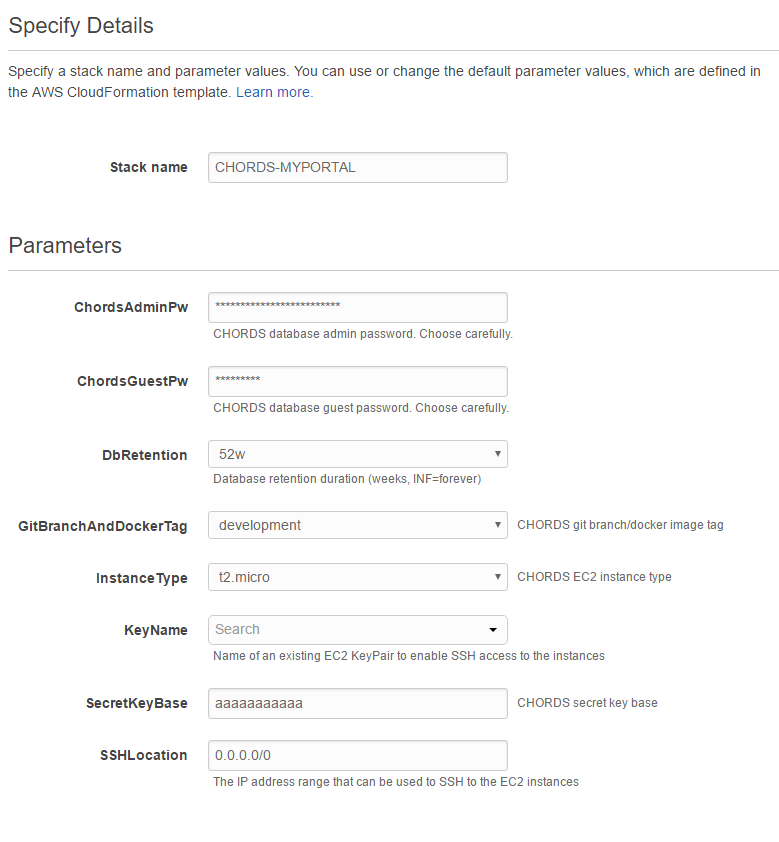 Specify Details
Specify a stack name and parameter values. You can use or change the default parameter values, which are defined in
the AWS CloudFormation template. Learn more.
Stack name CHORDS-MYPORTAL
Parameters
ChordsAdminPw *************************
CHORDS database admin password. Choose carefully.
ChordsGuestPw *********
CHORDS database guest password. Choose carefully.
DbRetention 52w
Database retention duration (weeks, INF=forever)
GitBranchAndDockerTag development CHORDS git branch/docker image tag
InstanceType t2.micro CHORDS EC2 instance type
KeyName Search
Name of an existing EC2 KeyPair to enable SSH access to the instances
SecretKeyBase aaaaaaaaaaa CHORDS secret key base
SSHLocation 0.0.0.0/0
The IP address range that can be used to SSH to the EC2 instances